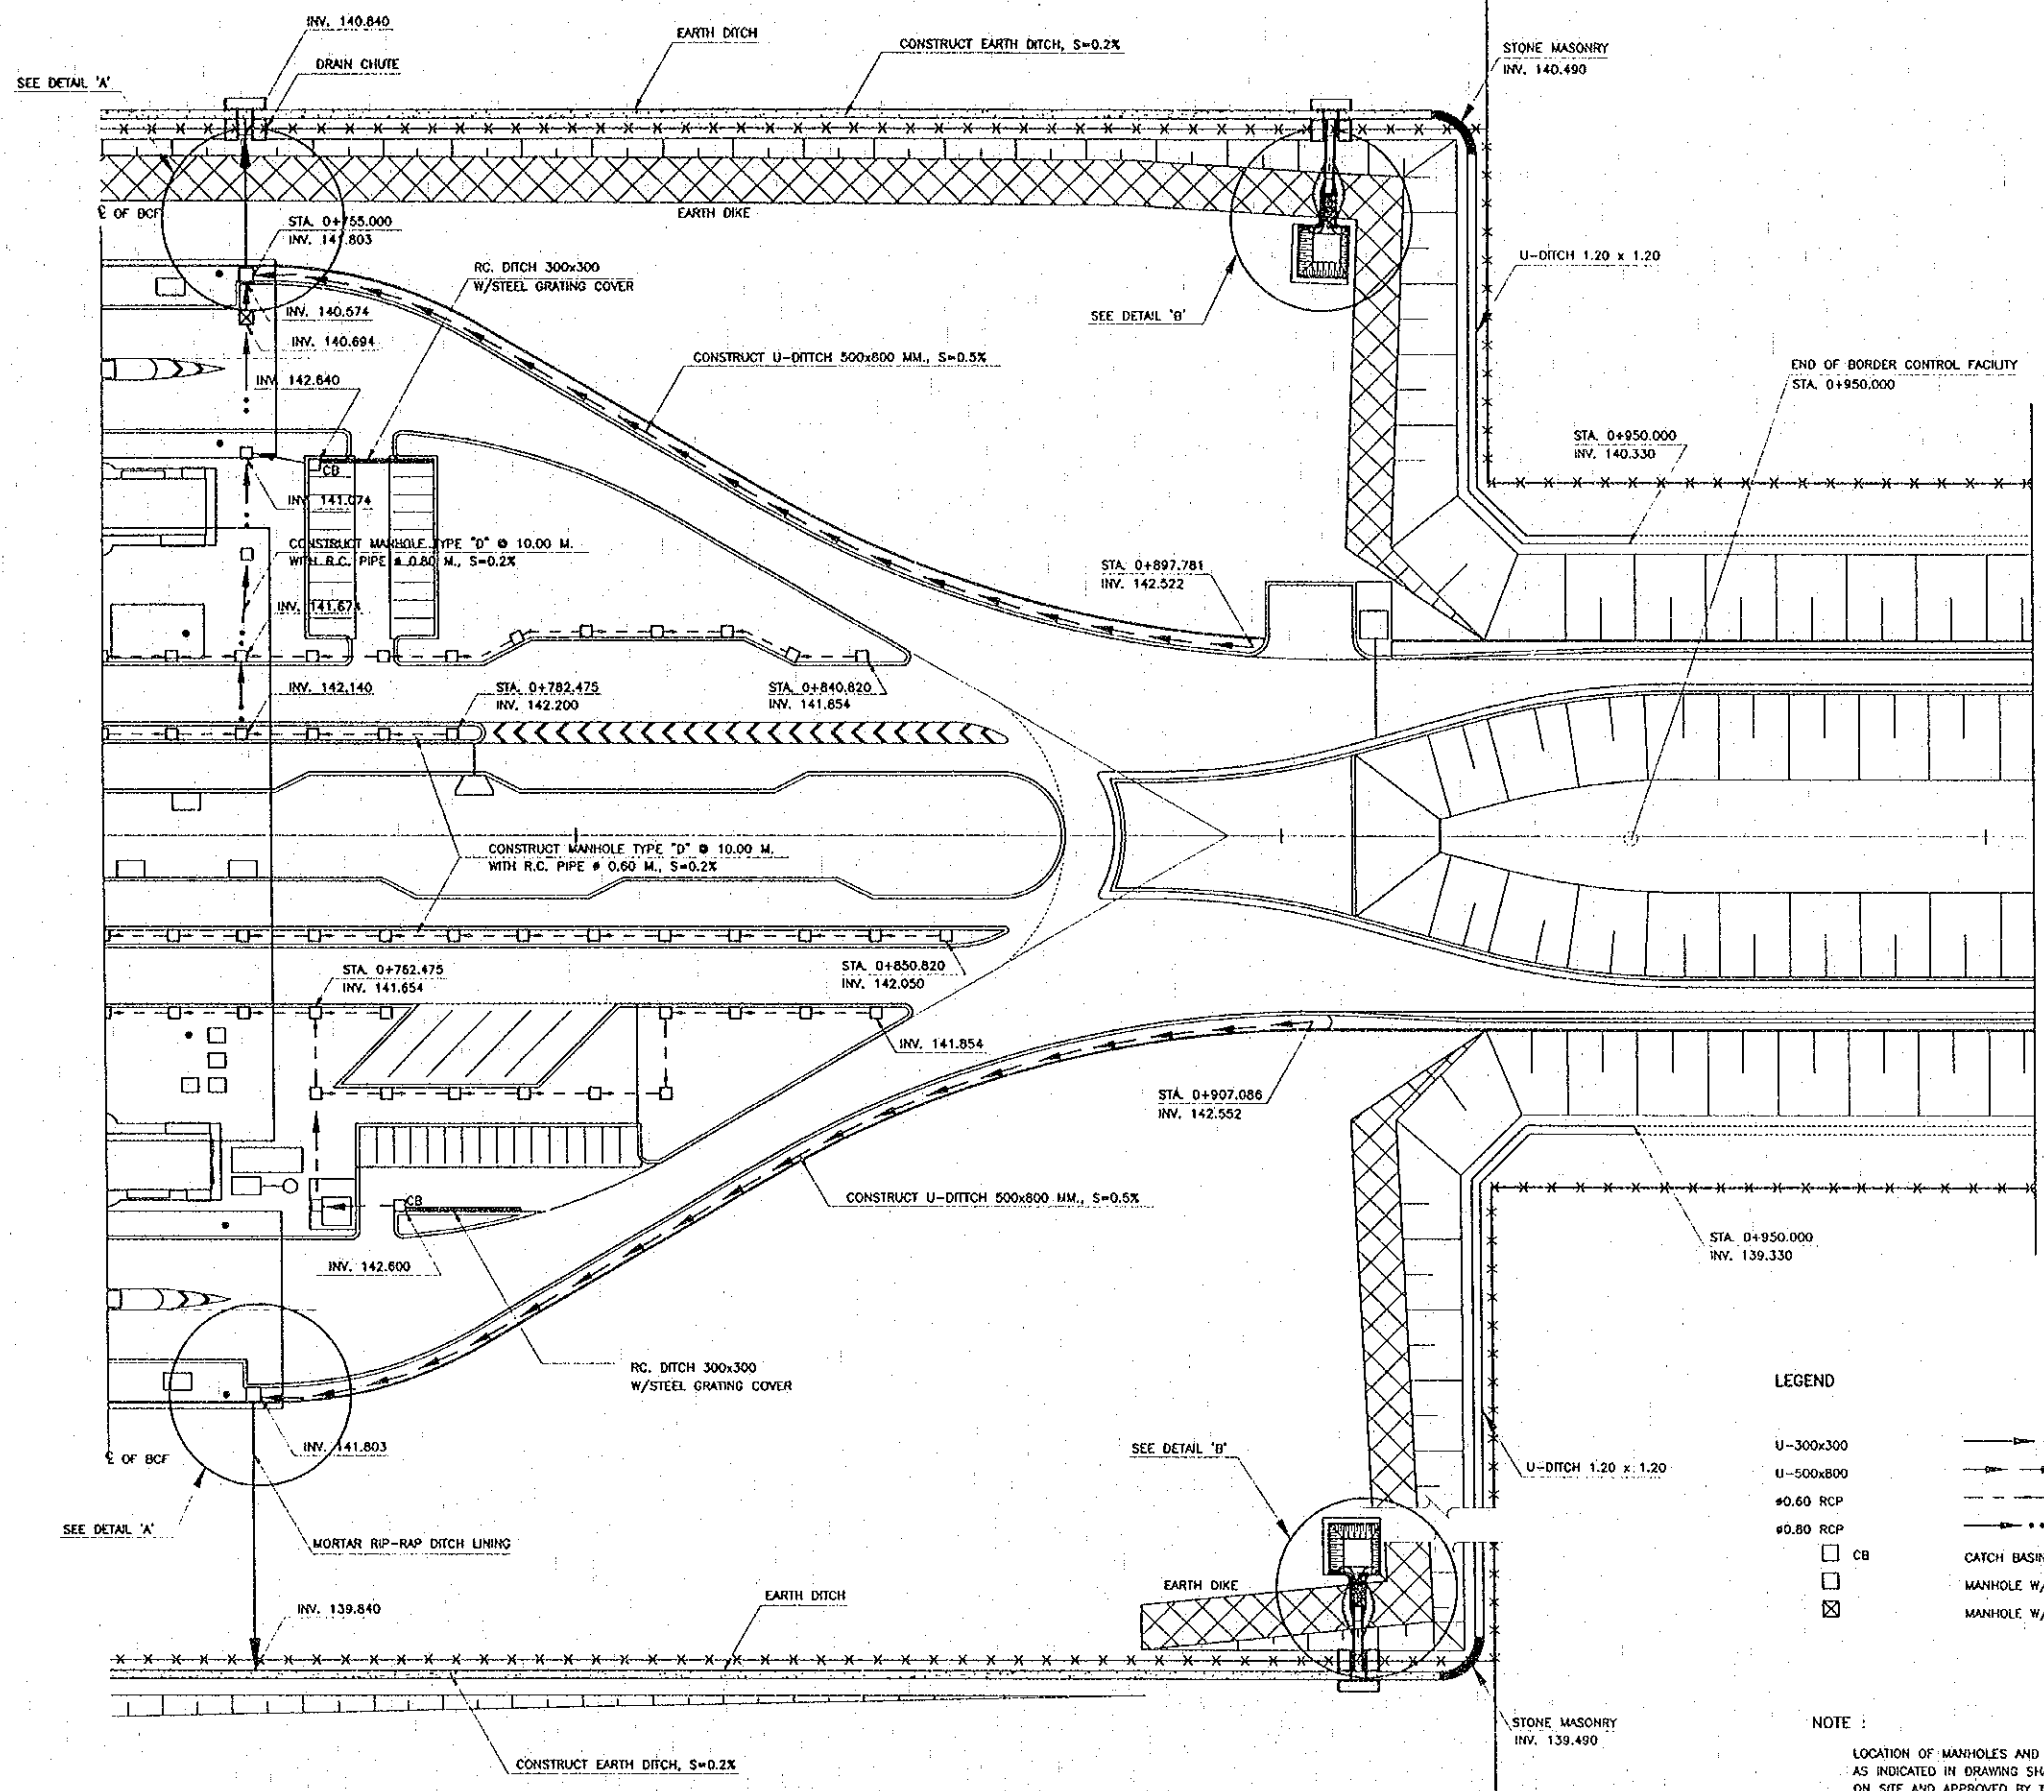 INV. 140.840
DRAIN CHUTE
SEE DETAIL 'A'
EARTH DITCH
CONSTRUCT EARTH DITCH, S=0.2%
STONE MASONRY
INV. 140.490
℄ OF BCF
EARTH DIKE
STA. 0+755.000
INV. 141.803
RC. DITCH 300x300
W/STEEL GRATING COVER
U-DITCH 1.20 x 1.20
INV. 140.574
SEE DETAIL 'B'
INV. 140.694
CONSTRUCT U-DITCH 500x800 MM., S=0.5%
END OF BORDER CONTROL FACILITY
STA. 0+950.000
INV. 142.640
STA. 0+950.000
INV. 140.330
CB
INV. 141.074
CONSTRUCT MANHOLE TYPE "D" @ 10.00 M.
WITH R.C. PIPE ø 0.80 M., S=0.2%
STA. 0+897.781
INV. 142.522
INV. 141.674
INV. 142.140
STA. 0+782.475
INV. 142.200
STA. 0+840.820
INV. 141.854
CONSTRUCT MANHOLE TYPE "D" @ 10.00 M.
WITH R.C. PIPE ø 0.60 M., S=0.2%
STA. 0+762.475
INV. 141.654
STA. 0+850.820
INV. 142.050
INV. 141.854
STA. 0+907.086
INV. 142.552
CB
CONSTRUCT U-DITCH 500x800 MM., S=0.5%
INV. 142.600
STA. 0+950.000
INV. 139.330
RC. DITCH 300x300
W/STEEL GRATING COVER
INV. 141.803
℄ OF BCF
SEE DETAIL 'B'
U-DITCH 1.20 x 1.20
SEE DETAIL 'A'
MORTAR RIP-RAP DITCH LINING
INV. 139.840
EARTH DITCH
EARTH DIKE
STONE MASONRY
INV. 139.490
CONSTRUCT EARTH DITCH, S=0.2%
LEGEND
U-300x300
U-500x800
ø0.60 RCP
ø0.80 RCP
CB CATCH BASIN
MANHOLE W/
MANHOLE W/
NOTE :
LOCATION OF MANHOLES AND
AS INDICATED IN DRAWING
ON SITE AND APPROVED BY